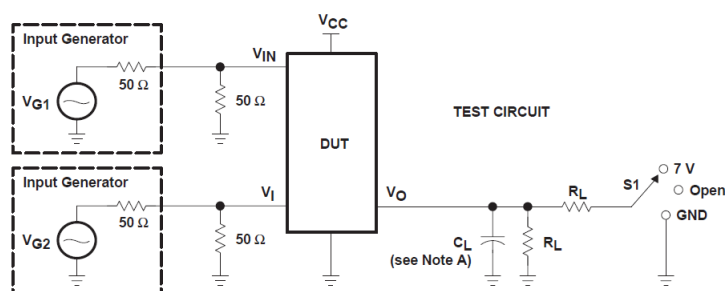 Input Generator
VG1
50 Ω
50 Ω
VIN
VCC
DUT
TEST CIRCUIT
Input Generator
VG2
50 Ω
50 Ω
VI
VO
CL
(see Note A)
RL
RL
S1
7 V
Open
GND